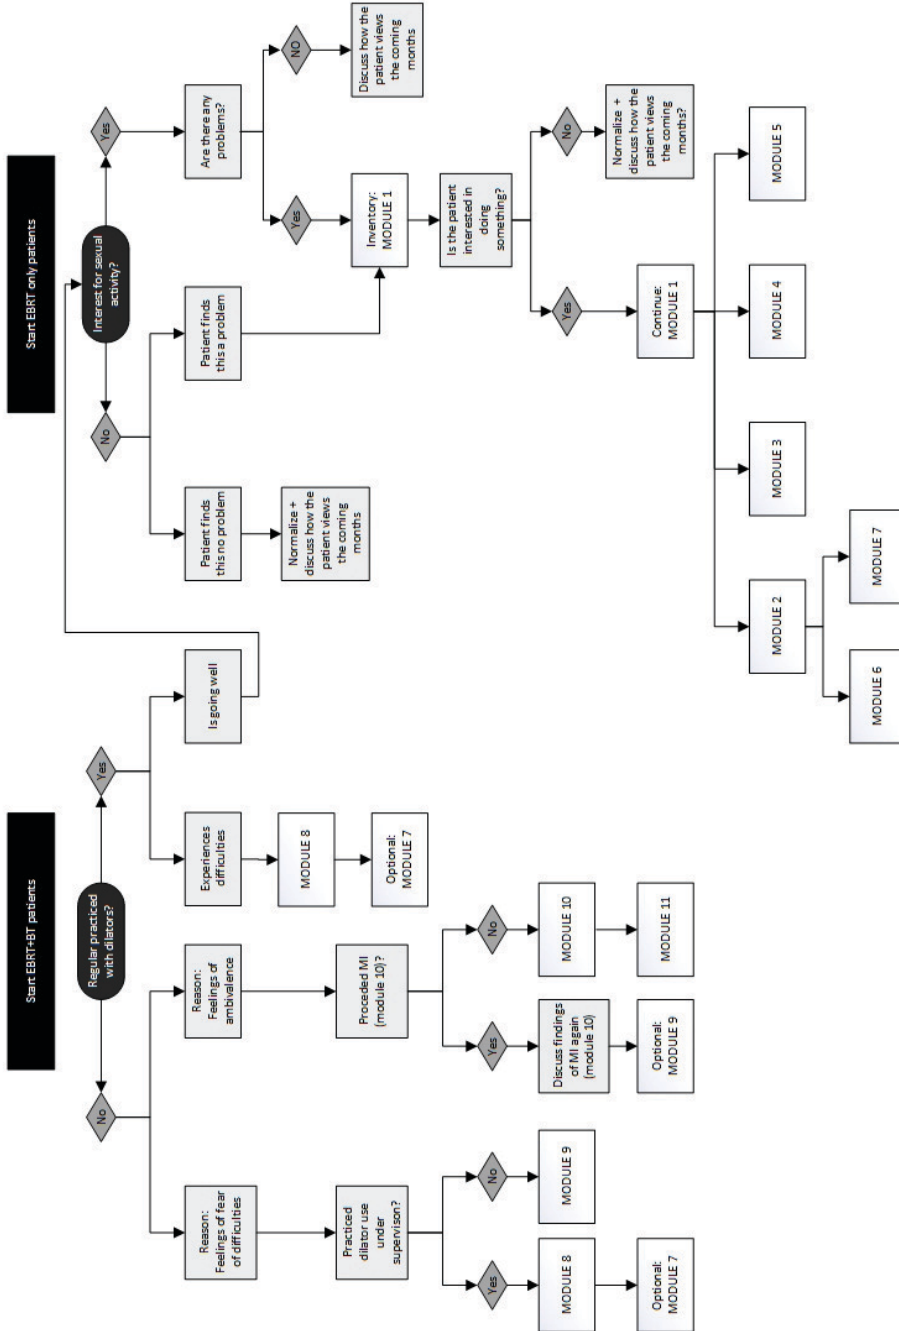 Start EBRT+BT patients
Regular practiced
with dilators?
No
Yes
Reason:
Feelings of fear
of difficulties
Reason:
Feelings of
ambivalence
Experiences
difficulties
Is going well
Practiced
dilator use
under
supervison?
Proceded MI
(module 10)?
MODULE 8
Optional:
MODULE 7
Yes
No
Yes
No
MODULE 8
MODULE 9
Discuss findings
of MI again
(module 10)
MODULE 10
Optional:
MODULE 7
Optional:
MODULE 9
MODULE 11
Start EBRT only patients
Interest for sexual
activity?
No
Yes
Patient finds
this no problem
Patient finds
this a problem
Are there any
problems?
Normalize +
discuss how the
patient views
the coming
months
Yes
NO
Inventory:
MODULE 1
Discuss how the
patient views
the coming
months
Is the patient
interested in
doing
something?
Yes
No
Continue:
MODULE 1
Normalize +
discuss how the
patient views
the coming
months?
MODULE 2
MODULE 3
MODULE 4
MODULE 5
MODULE 6
MODULE 7